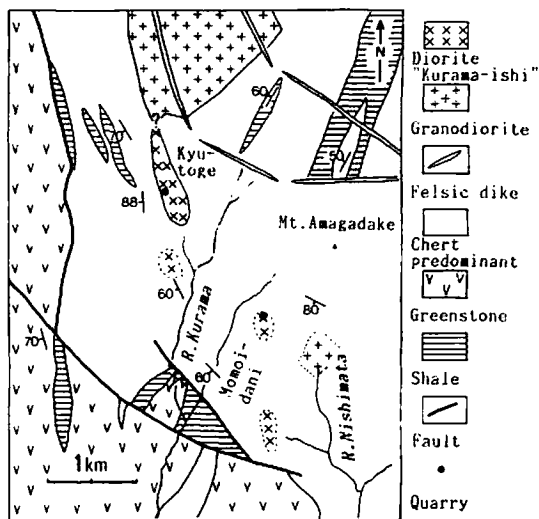 N
60
70
?
Kyu-
toge
50
88
Mt.Amagadake
60
80
R.Kurama
Momoi-
dani
R.Nishimata
70
60
1km
Diorite
"Kurama-ishi"
Granodiorite
Felsic dike
Chert
predominant
Greenstone
Shale
Fault
Quarry